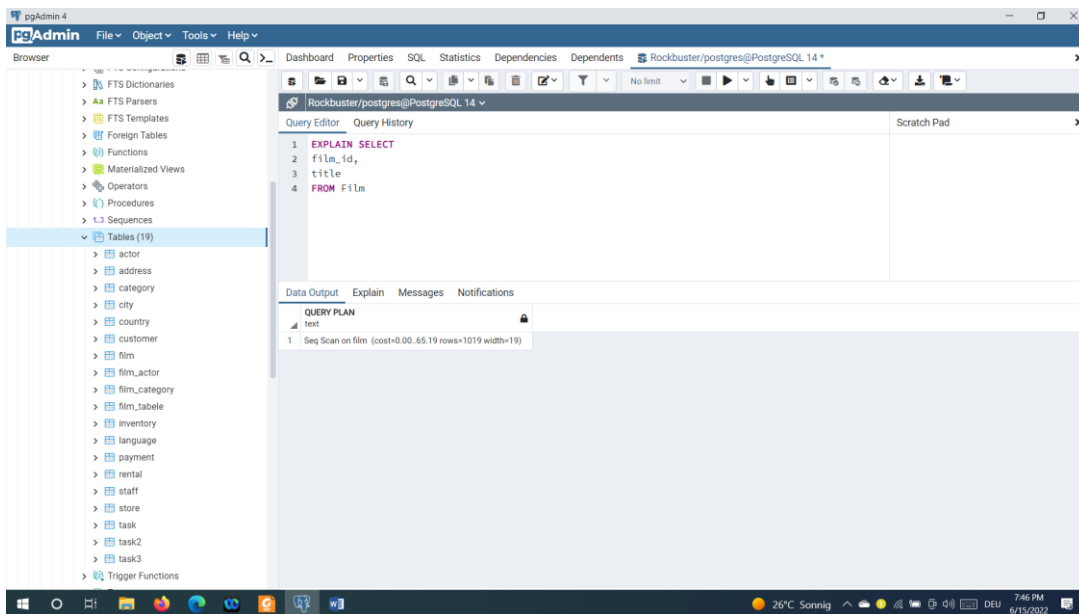 pgAdmin 4
pgAdmin File Object Tools Help
Browser
Dashboard Properties SQL Statistics Dependencies Dependents Rockbuster/postgres@PostgreSQL 14 *
No limit
Rockbuster/postgres@PostgreSQL 14
Query Editor Query History
Scratch Pad
FTS Dictionaries
Aa FTS Parsers
FTS Templates
Foreign Tables
Functions
Materialized Views
Operators
Procedures
1..3 Sequences
Tables (19)
actor
address
category
city
country
customer
film
film_actor
film_category
film_tabele
inventory
language
payment
rental
staff
store
task
task2
task3
Trigger Functions
1 EXPLAIN SELECT
2 film_id,
3 title
4 FROM Film
Data Output Explain Messages Notifications
QUERY PLAN
text
1 Seq Scan on film (cost=0.00..65.19 rows=1019 width=19)
26°C Sonnig
DEU
7:46 PM
6/15/2022